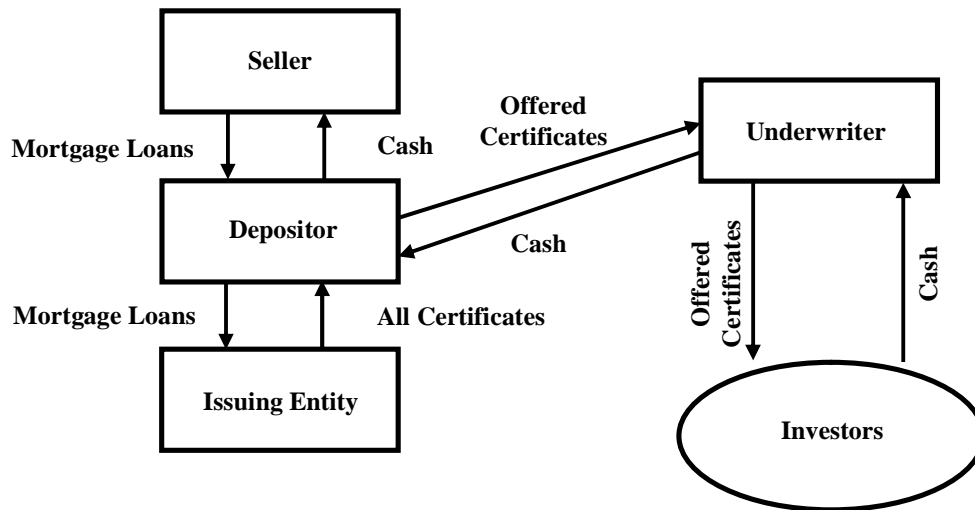 Seller
Offered
Certificates
Underwriter
Mortgage Loans
Cash
Depositor
Cash
Offered
Certificates
Cash
Mortgage Loans
All Certificates
Issuing Entity
Investors